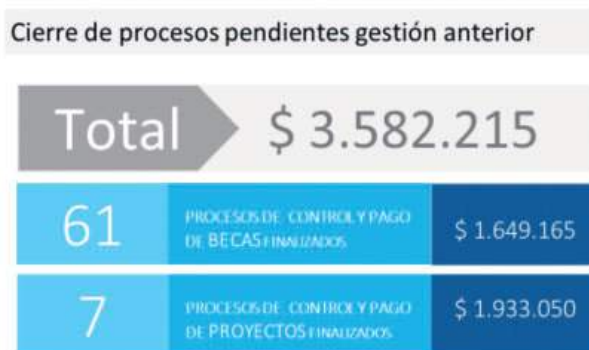 Cierre de procesos pendientes gestión anterior
Total $ 3.582.215
61 PROCESOS DE CONTROL Y PAGO
DE BECAS FINALIZADOS $ 1.649.165
7 PROCESOS DE CONTROL Y PAGO
DE PROYECTOS FINALIZADOS $ 1.933.050